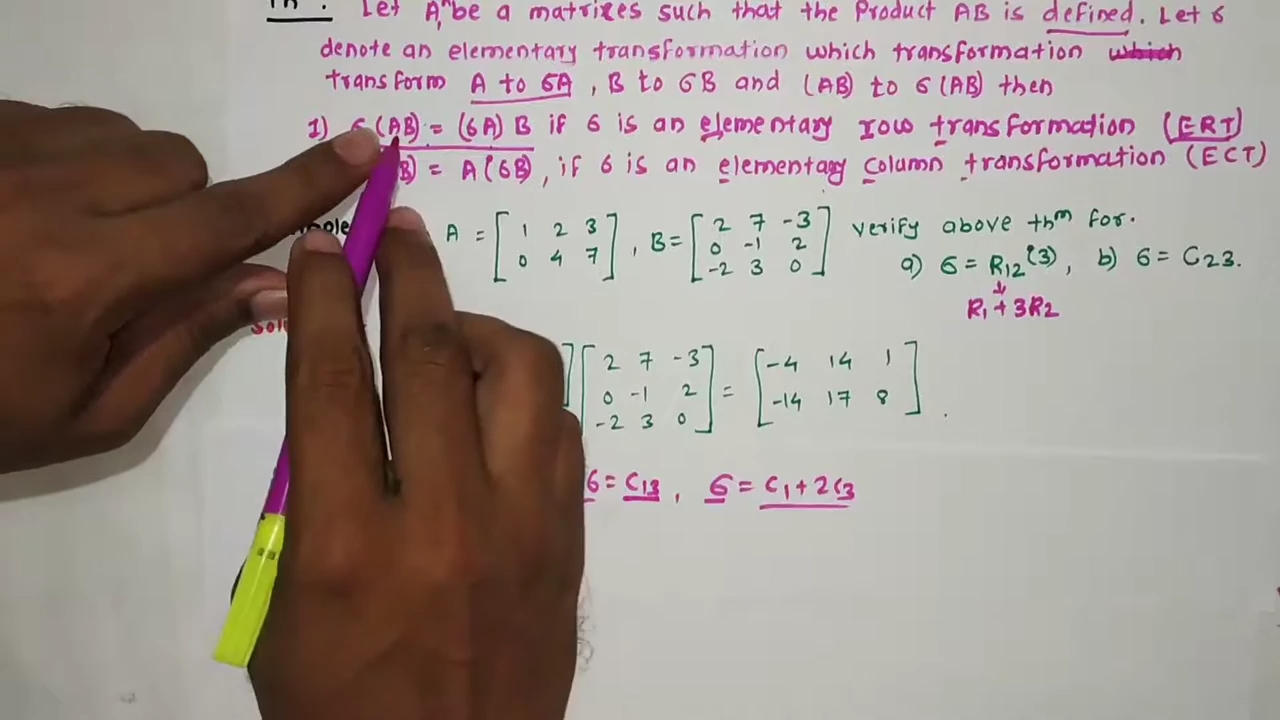 Th : Let A, be a matrixes such that the Product AB is defined. Let 6
denote an elementary transformation which transformation which
transform A to 6A , B to 6B and (AB) to 6 (AB) then
1) 6 (AB) = (6A) B if 6 is an elementary row transformation (ERT)
B) = A(6B) , if 6 is an elementary column transformation (ECT)
A = [ 1 2 3 ] , B = [ 2 7 -3 ] verify above thm for.
0 4 7 0 -1 2
-2 3 0 a) 6 = R12(3) , b) 6 = C23.
R1 + 3R2
Solu
] [ 2 7 -3 ] = [ -4 14 1 ]
0 -1 2 -14 17 8 .
-2 3 0
6 = C13 , 6 = C1 + 2C3